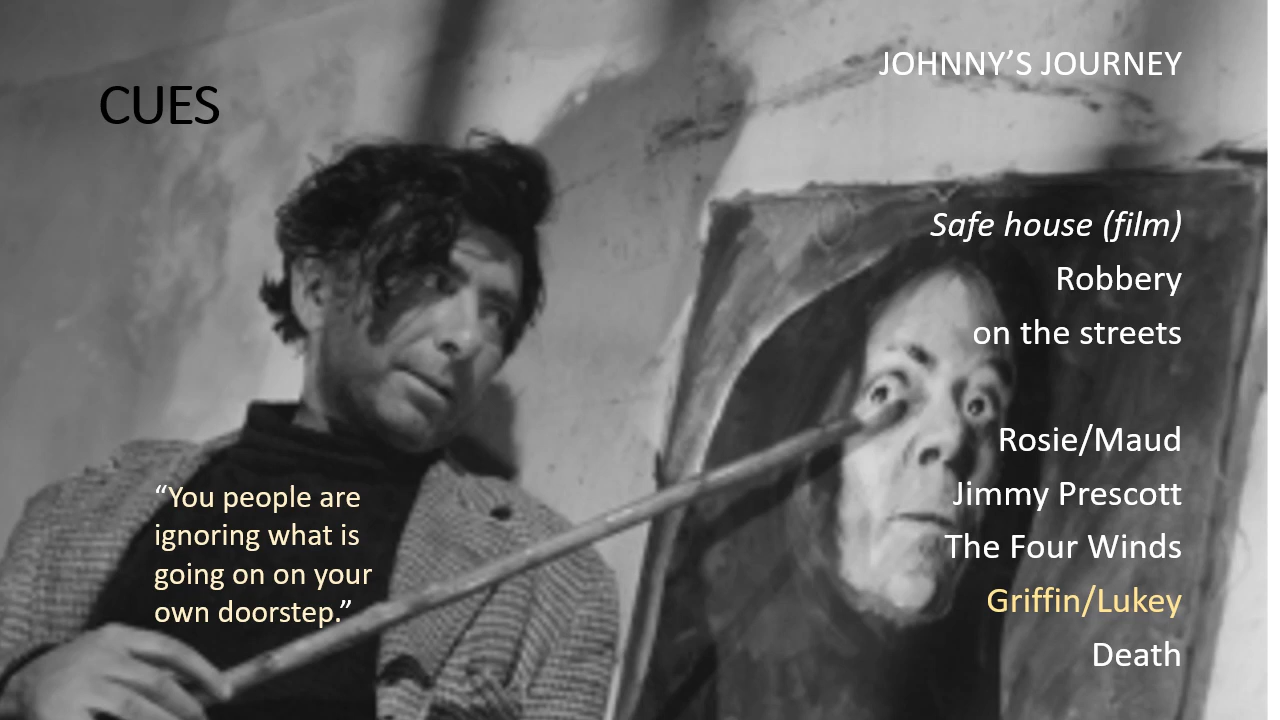 CUES
JOHNNY’S JOURNEY
Safe house (film)
Robbery
on the streets
Rosie/Maud
Jimmy Prescott
The Four Winds
Griffin/Lukey
Death
“You people are
ignoring what is
going on on your
own doorstep.”